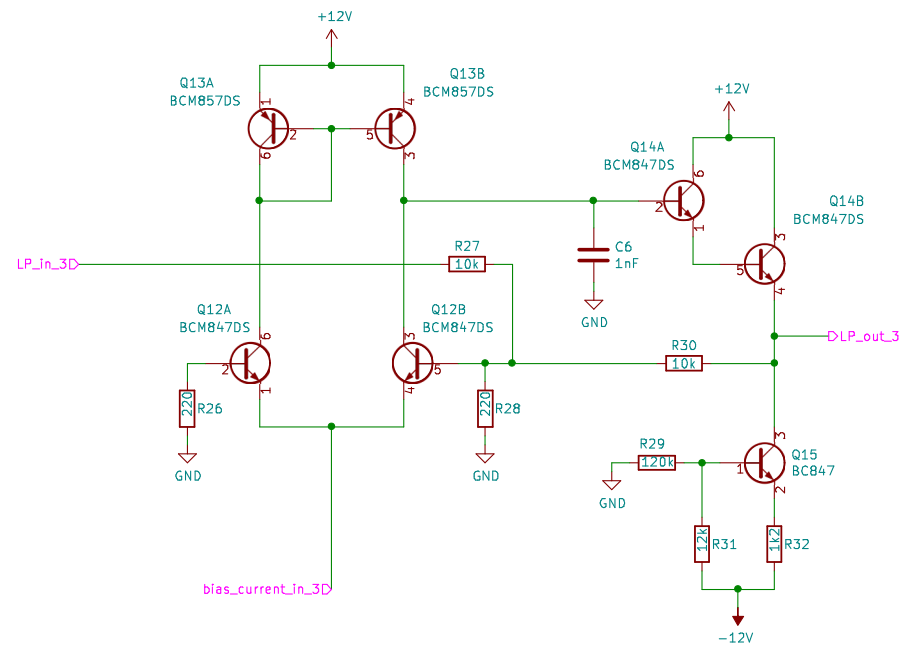 +12V
Q13A
BCM857DS
Q13B
BCM857DS
1
4
2
5
6
3
+12V
Q14A
BCM847DS
6
2
1
Q14B
BCM847DS
3
5
4
LP_in_3
R27
10k
C6
1nF
GND
Q12A
BCM847DS
6
2
1
Q12B
BCM847DS
3
5
4
LP_out_3
R30
10k
220
R26
GND
220
R28
GND
R29
120k
GND
Q15
BC847
3
1
2
12k
R31
1k2
R32
bias_current_in_3
-12V